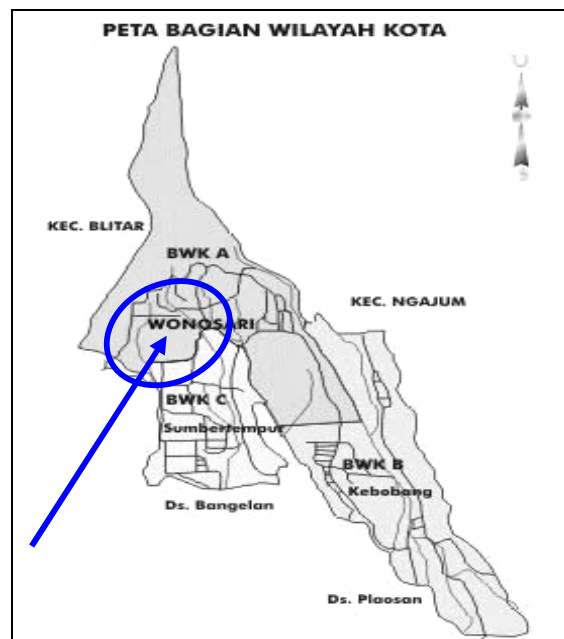 PETA BAGIAN WILAYAH KOTA
U
S
KEC. BLITAR
BWK A
KEC. NGAJUM
WONOSARI
BWK C
Sumbertempur
BWK B
Kebobang
Ds. Bangelan
Ds. Plaosan